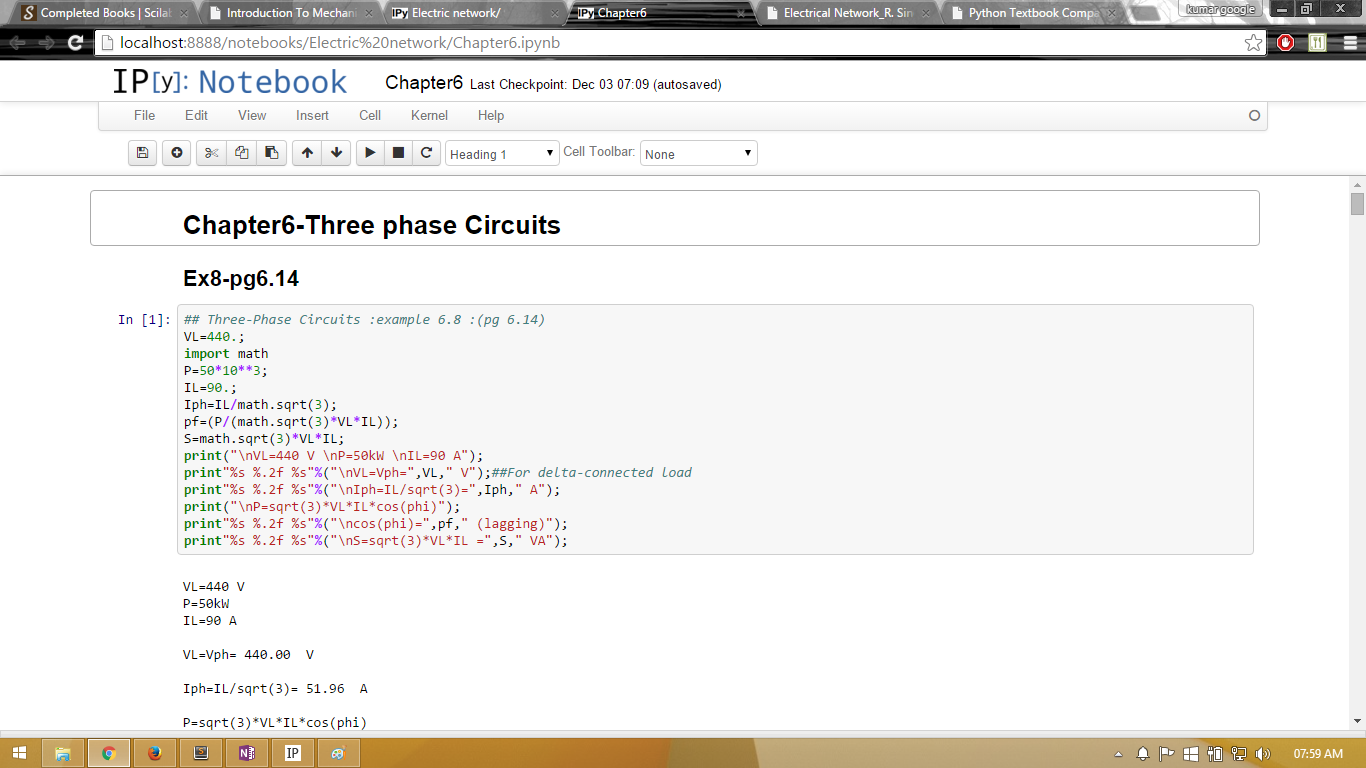 Completed Books | Scilab
Introduction To Mechani
IPy Electric network/
IPy Chapter6
Electrical Network_R. Sin
Python Textbook Compa
kumar google
localhost:8888/notebooks/Electric%20network/Chapter6.ipynb
IP[y]: Notebook
Chapter6 Last Checkpoint: Dec 03 07:09 (autosaved)
File Edit View Insert Cell Kernel Help
Heading 1 Cell Toolbar: None
Chapter6-Three phase Circuits
Ex8-pg6.14
In [1]: ## Three-Phase Circuits :example 6.8 :(pg 6.14)
VL=440.;
import math
P=50*10**3;
IL=90.;
Iph=IL/math.sqrt(3);
pf=(P/(math.sqrt(3)*VL*IL));
S=math.sqrt(3)*VL*IL;
print("\nVL=440 V \nP=50kW \nIL=90 A");
print"%s %.2f %s"%("\nVL=Vph=",VL," V");##For delta-connected load
print"%s %.2f %s"%("\nIph=IL/sqrt(3)=",Iph," A");
print("\nP=sqrt(3)*VL*IL*cos(phi)");
print"%s %.2f %s"%("\ncos(phi)=",pf," (lagging)");
print"%s %.2f %s"%("\nS=sqrt(3)*VL*IL =",S," VA");
VL=440 V
P=50kW
IL=90 A
VL=Vph= 440.00  V
Iph=IL/sqrt(3)= 51.96  A
P=sqrt(3)*VL*IL*cos(phi)
IP
07:59 AM